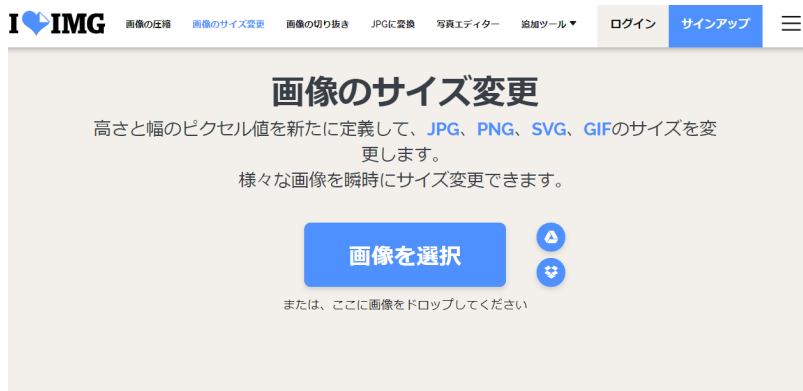 I IMG
画像の圧縮
画像のサイズ変更
画像の切り抜き
JPGに変換
写真エディター
追加ツール
ログイン
サインアップ
画像のサイズ変更
高さと幅のピクセル値を新たに定義して、JPG、PNG、SVG、GIFのサイズを変
更します。
様々な画像を瞬時にサイズ変更できます。
画像を選択
または、ここに画像をドロップしてください